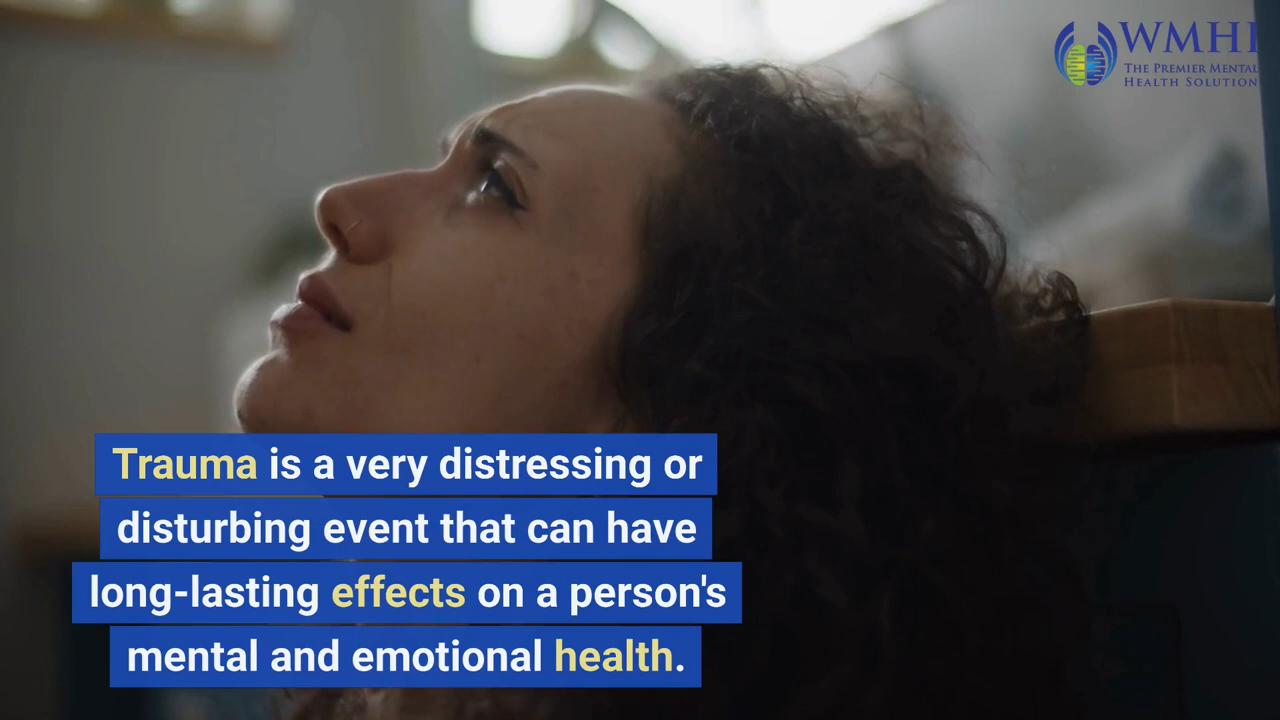 WMHI
THE PREMIER MENTAL
HEALTH SOLUTION
Trauma is a very distressing or
disturbing event that can have
long-lasting effects on a person's
mental and emotional health.